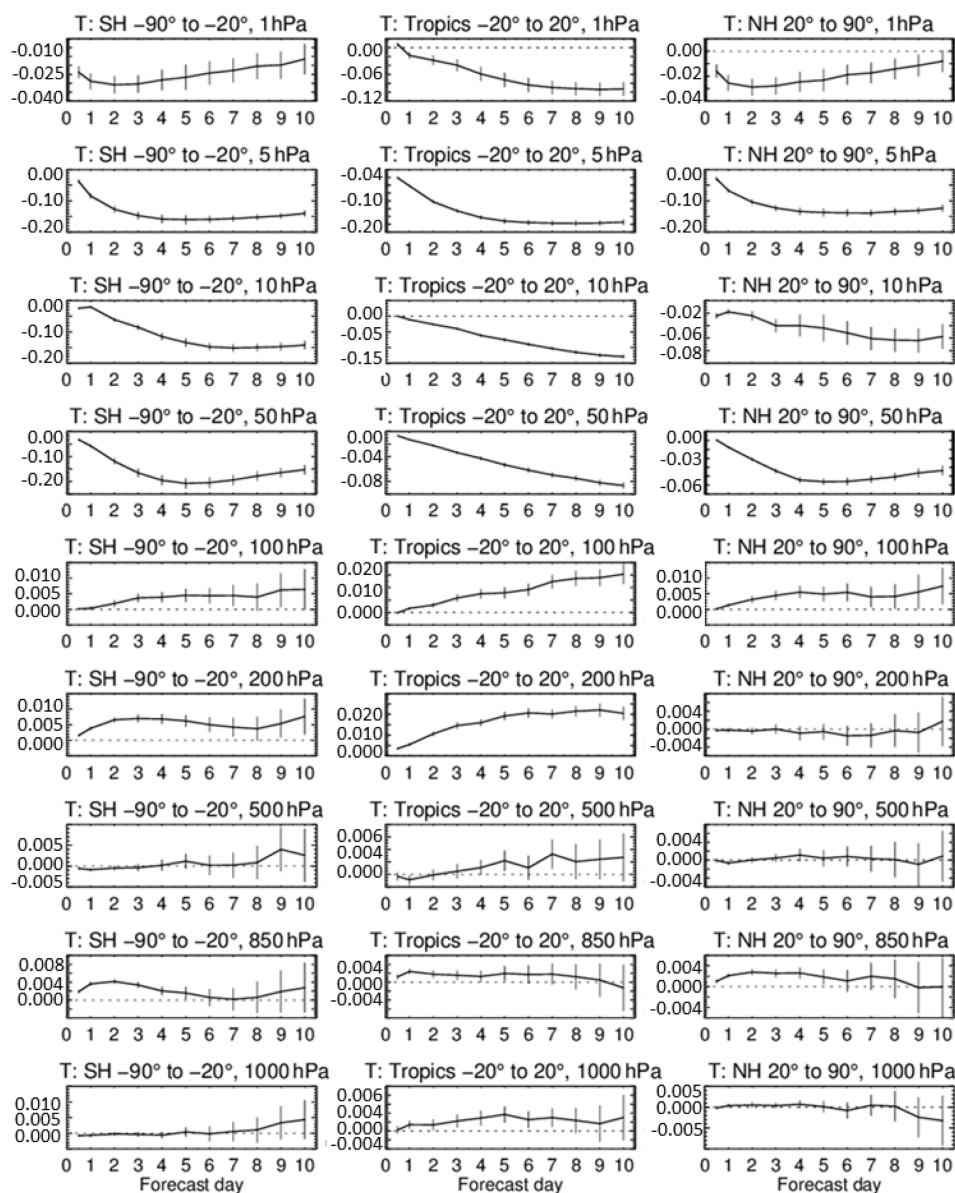 T: SH −90° to −20°, 1hPa
T: Tropics −20° to 20°, 1hPa
T: NH 20° to 90°, 1hPa
-0.010
-0.025
-0.040
0 1 2 3 4 5 6 7 8 9 10
0.00
-0.06
-0.12
0 1 2 3 4 5 6 7 8 9 10
0.00
-0.02
-0.04
0 1 2 3 4 5 6 7 8 9 10
T: SH −90° to −20°, 5 hPa
T: Tropics −20° to 20°, 5 hPa
T: NH 20° to 90°, 5 hPa
0.00
-0.10
-0.20
0 1 2 3 4 5 6 7 8 9 10
-0.04
-0.20
0 1 2 3 4 5 6 7 8 9 10
0.00
-0.10
-0.20
0 1 2 3 4 5 6 7 8 9 10
T: SH −90° to −20°, 10 hPa
T: Tropics −20° to 20°, 10 hPa
T: NH 20° to 90°, 10 hPa
0.00
-0.10
-0.20
0 1 2 3 4 5 6 7 8 9 10
0.00
-0.05
-0.15
0 1 2 3 4 5 6 7 8 9 10
-0.02
-0.06
-0.08
0 1 2 3 4 5 6 7 8 9 10
T: SH −90° to −20°, 50 hPa
T: Tropics −20° to 20°, 50 hPa
T: NH 20° to 90°, 50 hPa
0.00
-0.10
-0.20
0 1 2 3 4 5 6 7 8 9 10
0.00
-0.04
-0.08
0 1 2 3 4 5 6 7 8 9 10
0.00
-0.03
-0.06
0 1 2 3 4 5 6 7 8 9 10
T: SH −90° to −20°, 100 hPa
T: Tropics −20° to 20°, 100 hPa
T: NH 20° to 90°, 100 hPa
0.010
0.005
0.000
0 1 2 3 4 5 6 7 8 9 10
0.020
0.010
0.000
0 1 2 3 4 5 6 7 8 9 10
0.010
0.005
0.000
0 1 2 3 4 5 6 7 8 9 10
T: SH −90° to −20°, 200 hPa
T: Tropics −20° to 20°, 200 hPa
T: NH 20° to 90°, 200 hPa
0.010
0.005
0.000
0 1 2 3 4 5 6 7 8 9 10
0.020
0.010
0.000
0 1 2 3 4 5 6 7 8 9 10
0.004
0.000
-0.004
0 1 2 3 4 5 6 7 8 9 10
T: SH −90° to −20°, 500 hPa
T: Tropics −20° to 20°, 500 hPa
T: NH 20° to 90°, 500 hPa
0.005
0.000
-0.005
0 1 2 3 4 5 6 7 8 9 10
0.006
0.004
0.000
0 1 2 3 4 5 6 7 8 9 10
0.004
0.000
-0.004
0 1 2 3 4 5 6 7 8 9 10
T: SH −90° to −20°, 850 hPa
T: Tropics −20° to 20°, 850 hPa
T: NH 20° to 90°, 850 hPa
0.008
0.004
0.000
0 1 2 3 4 5 6 7 8 9 10
0.004
0.000
-0.004
0 1 2 3 4 5 6 7 8 9 10
0.004
0.000
-0.004
0 1 2 3 4 5 6 7 8 9 10
T: SH −90° to −20°, 1000 hPa
T: Tropics −20° to 20°, 1000 hPa
T: NH 20° to 90°, 1000 hPa
0.010
0.005
0.000
0 1 2 3 4 5 6 7 8 9 10
0.006
0.004
0.000
-0.004
0 1 2 3 4 5 6 7 8 9 10
0.005
0.000
-0.005
0 1 2 3 4 5 6 7 8 9 10
Forecast day
Forecast day
Forecast day